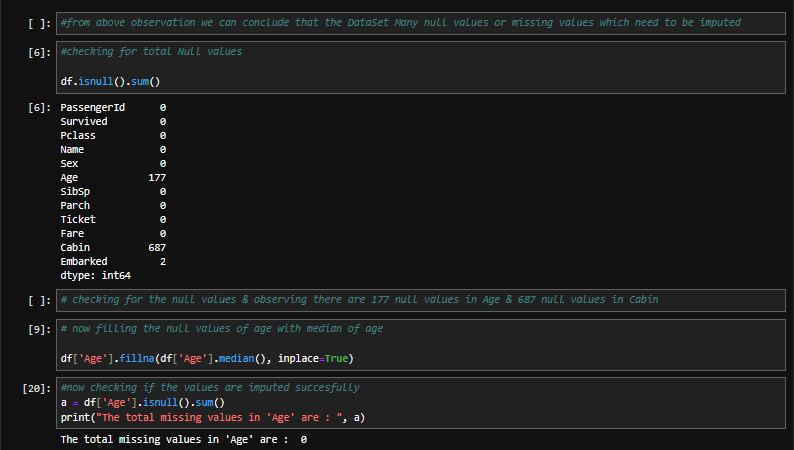 [ ]: #from above observation we can conclude that the DataSet Many null values or missing values which need to be imputed
[6]: #checking for total Null values
df.isnull().sum()
[6]: PassengerId 0
Survived 0
Pclass 0
Name 0
Sex 0
Age 177
SibSp 0
Parch 0
Ticket 0
Fare 0
Cabin 687
Embarked 2
dtype: int64
[ ]: # checking for the null values & observing there are 177 null values in Age & 687 null values in Cabin
[9]: # now filling the null values of age with median of age
df['Age'].fillna(df['Age'].median(), inplace=True)
[20]: #now checking if the values are imputed succesfully
a = df['Age'].isnull().sum()
print("The total missing values in 'Age' are : ", a)
The total missing values in 'Age' are :  0